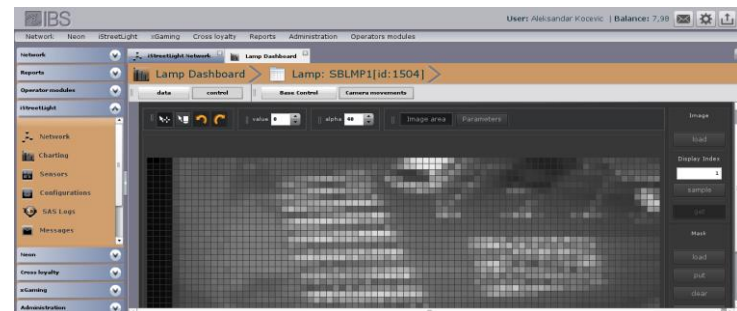 IBS
User: Aleksandar Kocevic | Balance: 7,90
Network Neon iStreetLight xGaming Cross loyalty Reports Administration Operators modules
Network
Reports
Operator modules
iStreetLight
Network
Charting
Sensors
Configurations
SAS Logs
Messages
Neon
Cross loyalty
xGaming
Administration
iStreetLight Network
Lamp Dashboard
Lamp Dashboard
Lamp: SBLMP1[id:1504]
data
control
Base Control
Camera movements
value 0
alpha 40
Image area
Parameters
Image
load
Display Index
1
sample
get
Mask
load
put
clear